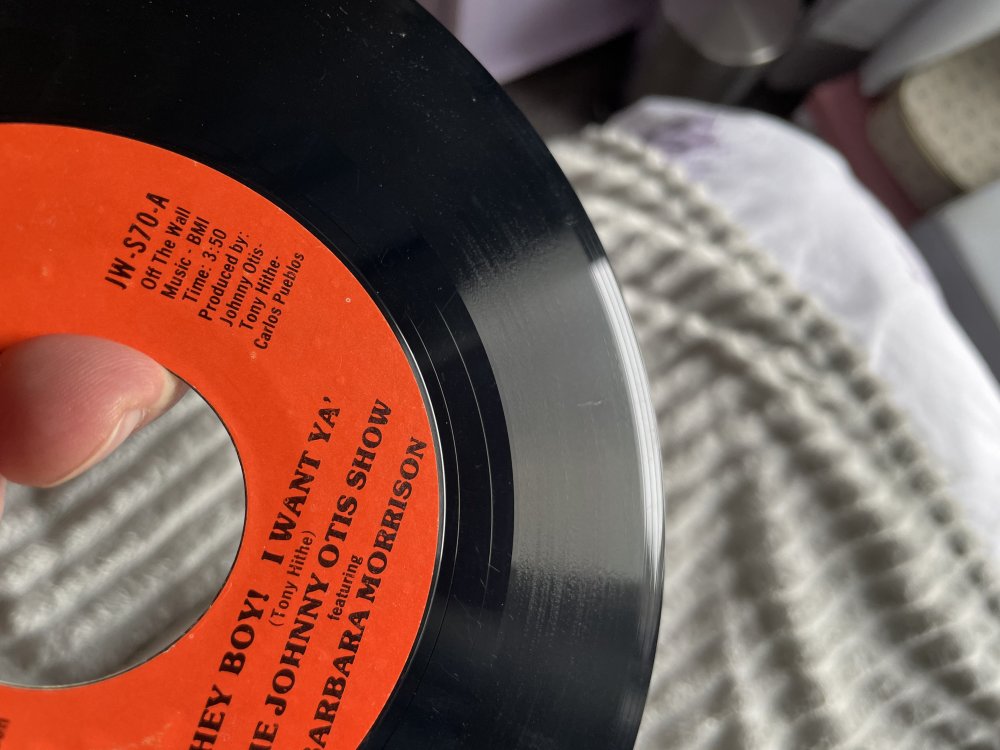 JW-S70-A
Off The Wall
Music - BMI
Time: 3:50
Produced by:
Johnny Otis-
Tony Hithe-
Carlos Pueblos
HEY BOY! I WANT YA'
(Tony Hithe)
HE JOHNNY OTIS SHOW
featuring
BARBARA MORRISON